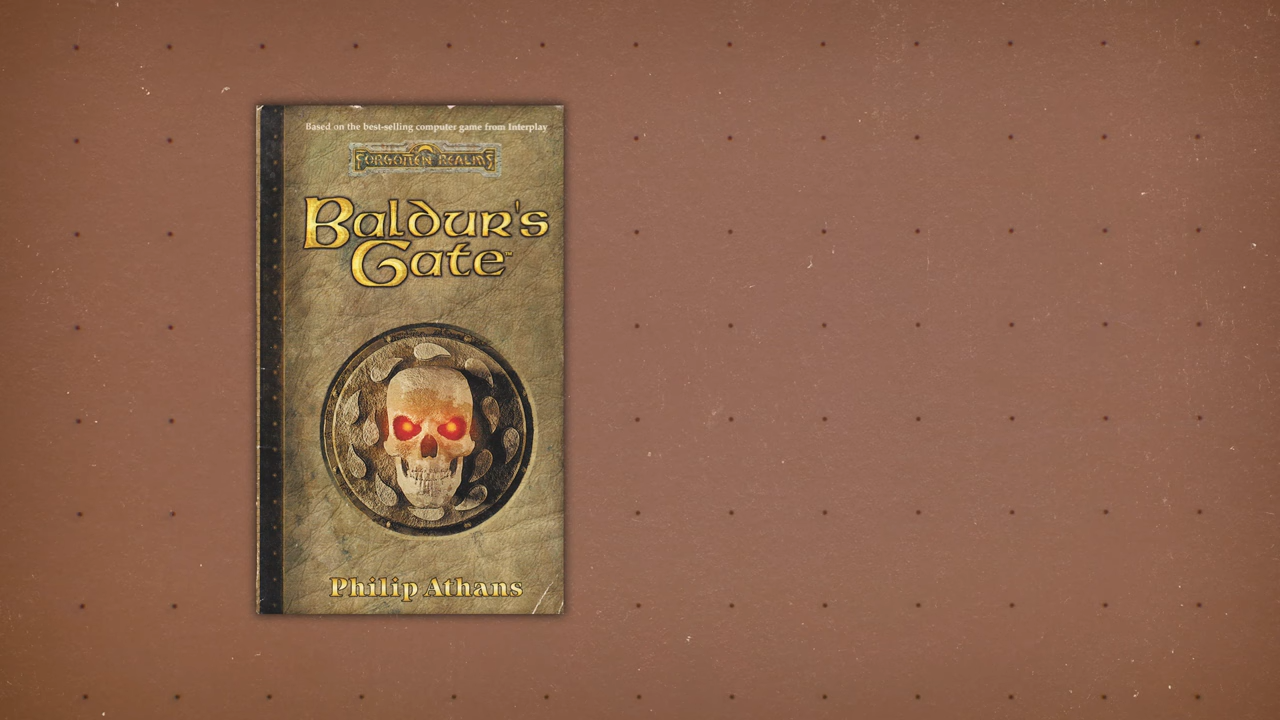 Based on the best-selling computer game from Interplay
FORGOTTEN REALMS
Baldur's
Gate™
Philip Athans